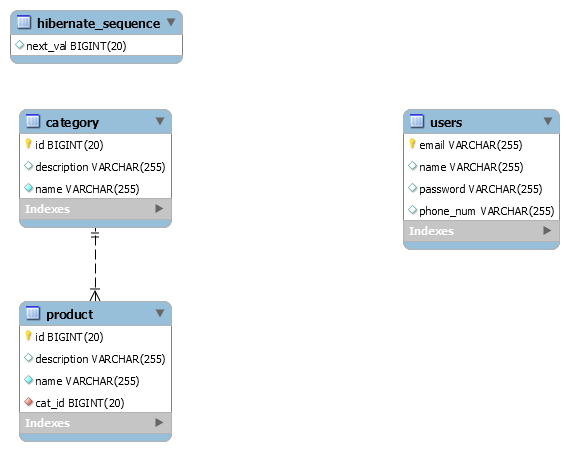 hibernate_sequence
next_val BIGINT(20)
category
id BIGINT(20)
description VARCHAR(255)
name VARCHAR(255)
Indexes
users
email VARCHAR(255)
name VARCHAR(255)
password VARCHAR(255)
phone_num VARCHAR(255)
Indexes
product
id BIGINT(20)
description VARCHAR(255)
name VARCHAR(255)
cat_id BIGINT(20)
Indexes